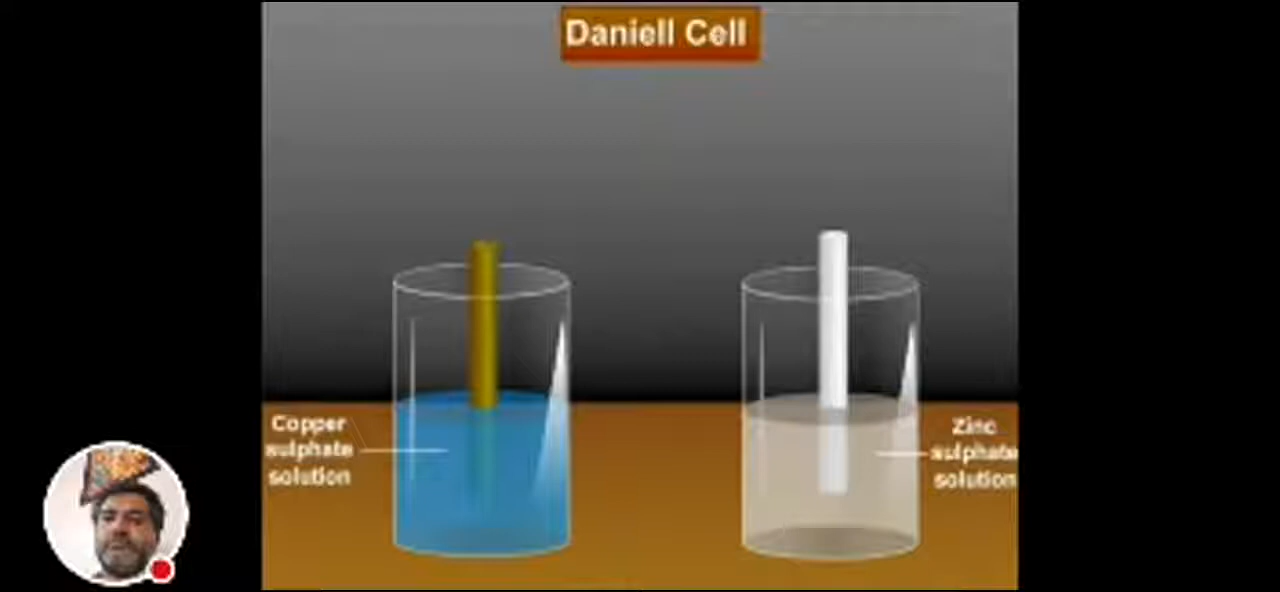 Daniell Cell
Copper
sulphate
solution
Zinc
sulphate
solution